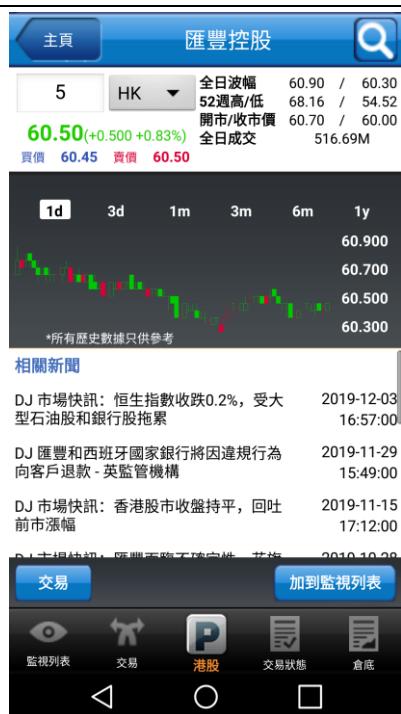 主頁
匯豐控股
5
HK
全日波幅 60.90 / 60.30
52週高/低 68.16 / 54.52
開市/收市價 60.70 / 60.00
全日成交 516.69M
60.50(+0.500 +0.83%)
買價 60.45 賣價 60.50
1d 3d 1m 3m 6m 1y
60.900
60.700
60.500
60.300
*所有歷史數據只供參考
相關新聞
DJ 市場快訊：恒生指數收跌0.2%，受大
型石油股和銀行股拖累
2019-12-03
16:57:00
DJ 匯豐和西班牙國家銀行將因違規行為
向客戶退款 - 英監管機構
2019-11-29
15:49:00
DJ 市場快訊：香港股市收盤持平，回吐
前市漲幅
2019-11-15
17:12:00
交易
加到監視列表
監視列表
交易
港股
交易狀態
倉底